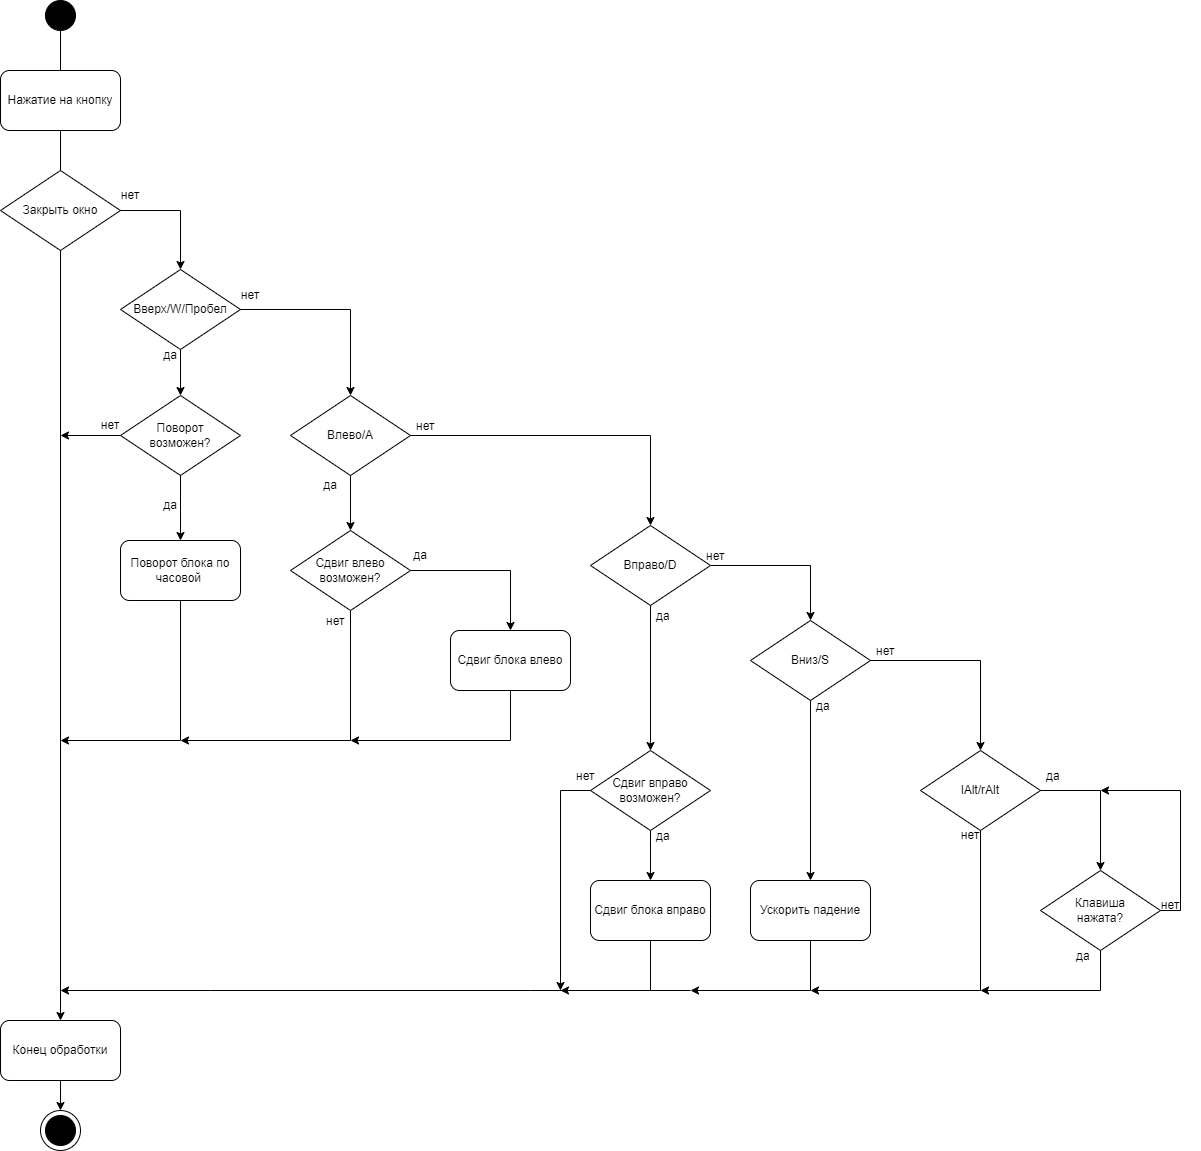 Нажатие на кнопку
нет
Закрыть окно
нет
Вверх/W/Пробел
да
нет
нет
Поворот
возможен?
Влево/A
да
да
нет
Вправо/D
да
Поворот блока по
часовой
Сдвиг влево
возможен?
нет
нет
да
Вниз/S
Сдвиг блока влево
да
нет
да
Сдвиг вправо
возможен?
lAlt/rAlt
да
нет
Клавиша
нажата?
нет
Сдвиг блока вправо
Ускорить падение
да
Конец обработки